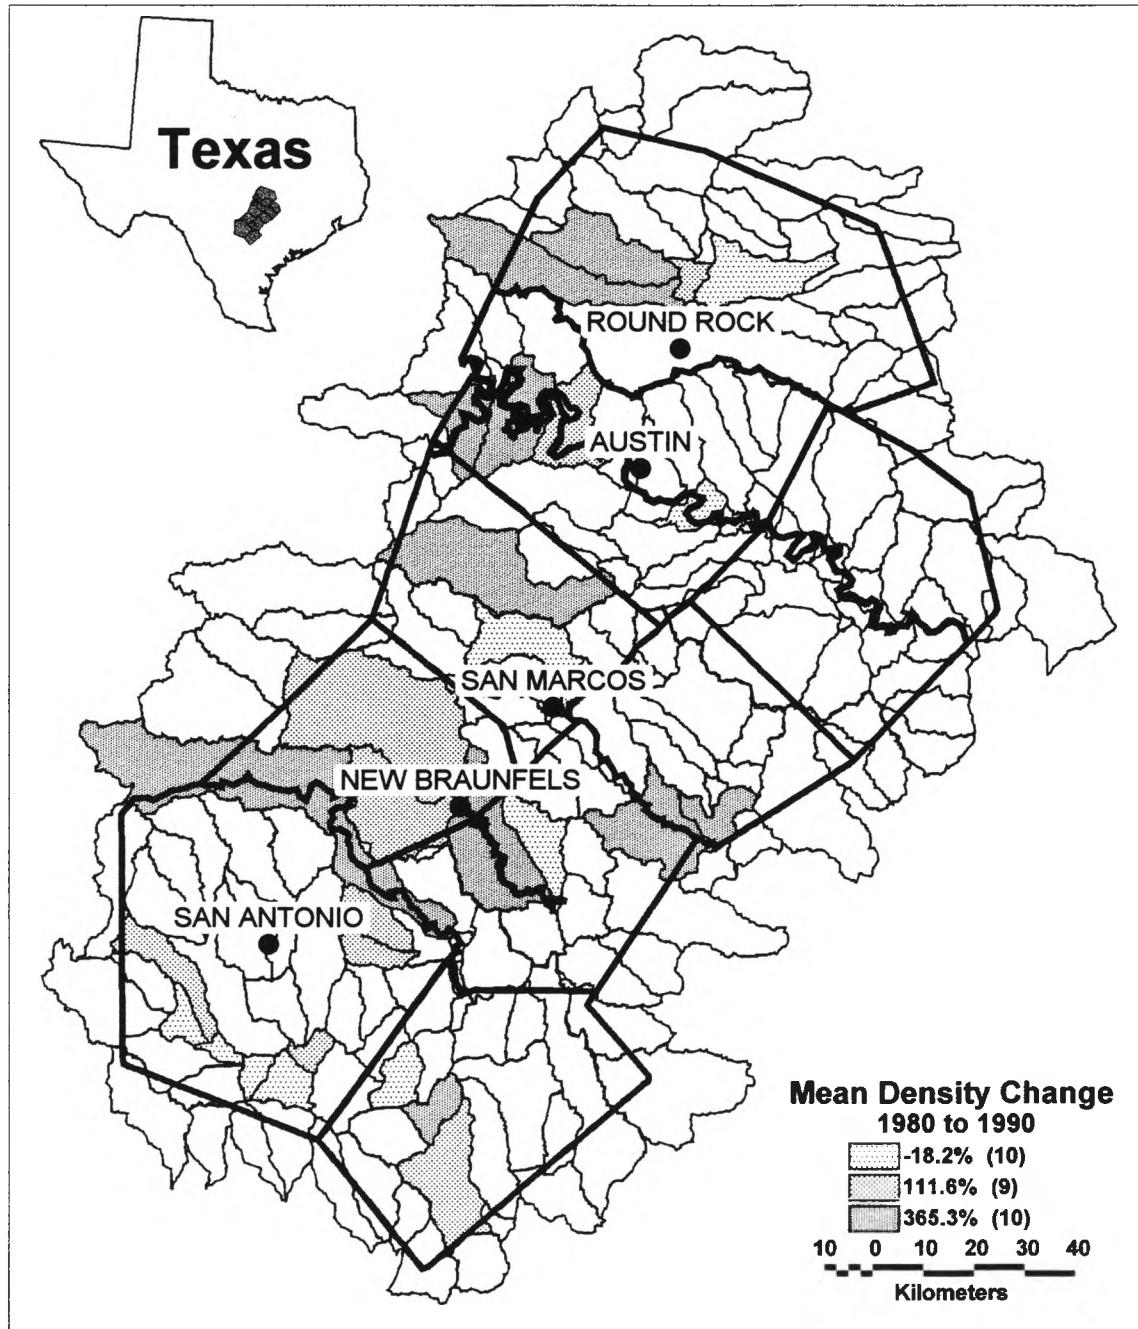 Texas
ROUND ROCK
AUSTIN
SAN MARCOS
NEW BRAUNFELS
SAN ANTONIO
Mean Density Change
1980 to 1990
-18.2% (10)
111.6% (9)
365.3% (10)
10 0 10 20 30 40
Kilometers